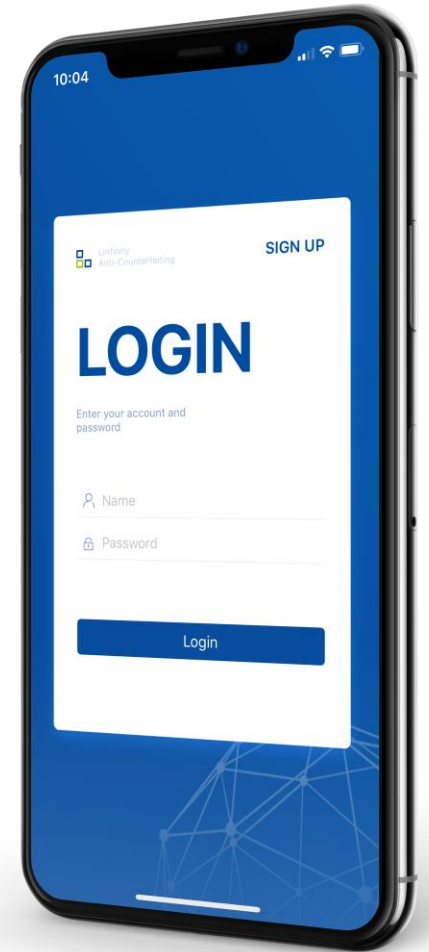 10:04
Linfinity
Anti-Counterfeiting
SIGN UP
LOGIN
Enter your account and
password
Name
Password
Login